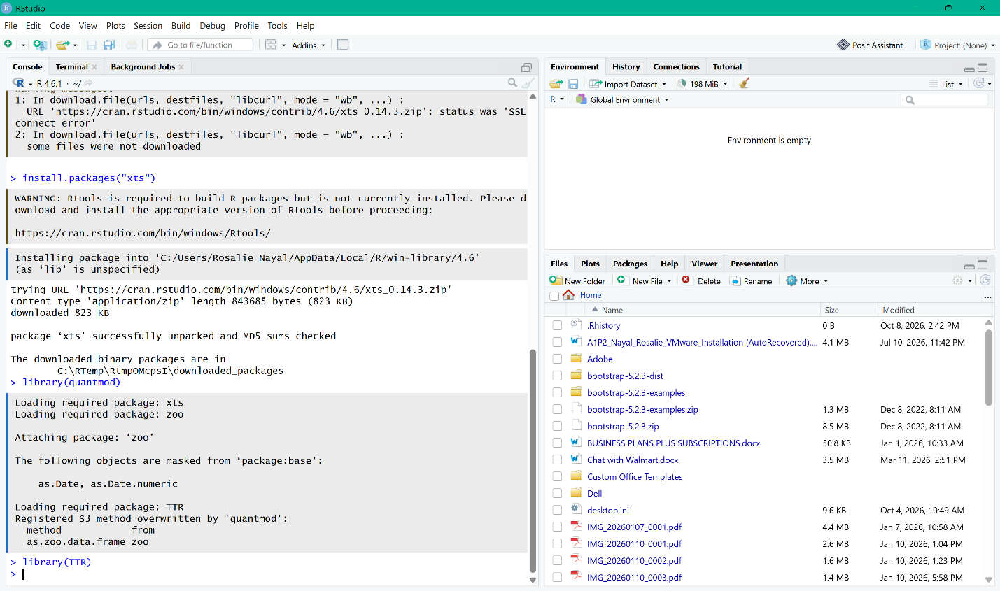 RStudio
File Edit Code View Plots Session Build Debug Profile Tools Help
Go to file/function Addins Posit Assistant Project: (None)
Console Terminal Background Jobs
R 4.6.1 · ~/
warning messages:
1: In download.file(urls, destfiles, "libcurl", mode = "wb", ...) :
URL 'https://cran.rstudio.com/bin/windows/contrib/4.6/xts_0.14.3.zip': status was 'SSL
connect error'
2: In download.file(urls, destfiles, "libcurl", mode = "wb", ...) :
some files were not downloaded
> install.packages("xts")
WARNING: Rtools is required to build R packages but is not currently installed. Please d
ownload and install the appropriate version of Rtools before proceeding:
https://cran.rstudio.com/bin/windows/Rtools/
Installing package into ‘C:/Users/Rosalie Nayal/AppData/Local/R/win-library/4.6’
(as ‘lib’ is unspecified)
trying URL 'https://cran.rstudio.com/bin/windows/contrib/4.6/xts_0.14.3.zip'
Content type 'application/zip' length 843685 bytes (823 KB)
downloaded 823 KB
package ‘xts’ successfully unpacked and MD5 sums checked
The downloaded binary packages are in
C:\RTemp\RtmpOMcpsI\downloaded_packages
> library(quantmod)
Loading required package: xts
Loading required package: zoo
Attaching package: ‘zoo’
The following objects are masked from ‘package:base’:
as.Date, as.Date.numeric
Loading required package: TTR
Registered S3 method overwritten by 'quantmod':
method from
as.zoo.data.frame zoo
> library(TTR)
>
Environment History Connections Tutorial
Import Dataset 198 MiB List
R Global Environment
Environment is empty
Files Plots Packages Help Viewer Presentation
New Folder New File Delete Rename More
Home ...
Name Size Modified
.Rhistory 0 B Oct 8, 2026, 2:42 PM
A1P2_Nayal_Rosalie_VMware_Installation (AutoRecovered).... 4.1 MB Jul 10, 2026, 11:42 PM
Adobe
bootstrap-5.2.3-dist
bootstrap-5.2.3-examples
bootstrap-5.2.3-examples.zip 1.3 MB Dec 8, 2022, 8:11 AM
bootstrap-5.2.3.zip 8.5 MB Dec 8, 2022, 8:11 AM
BUSINESS PLANS PLUS SUBSCRIPTIONS.docx 50.8 KB Jan 1, 2026, 10:33 AM
Chat with Walmart.docx 3.5 MB Mar 11, 2026, 2:51 PM
Custom Office Templates
Dell
desktop.ini 9.6 KB Oct 4, 2026, 10:49 AM
IMG_20260107_0001.pdf 4.4 MB Jan 7, 2026, 10:58 AM
IMG_20260110_0001.pdf 2.6 MB Jan 10, 2026, 1:04 PM
IMG_20260110_0002.pdf 1.6 MB Jan 10, 2026, 1:23 PM
IMG_20260110_0003.pdf 1.4 MB Jan 10, 2026, 5:58 PM